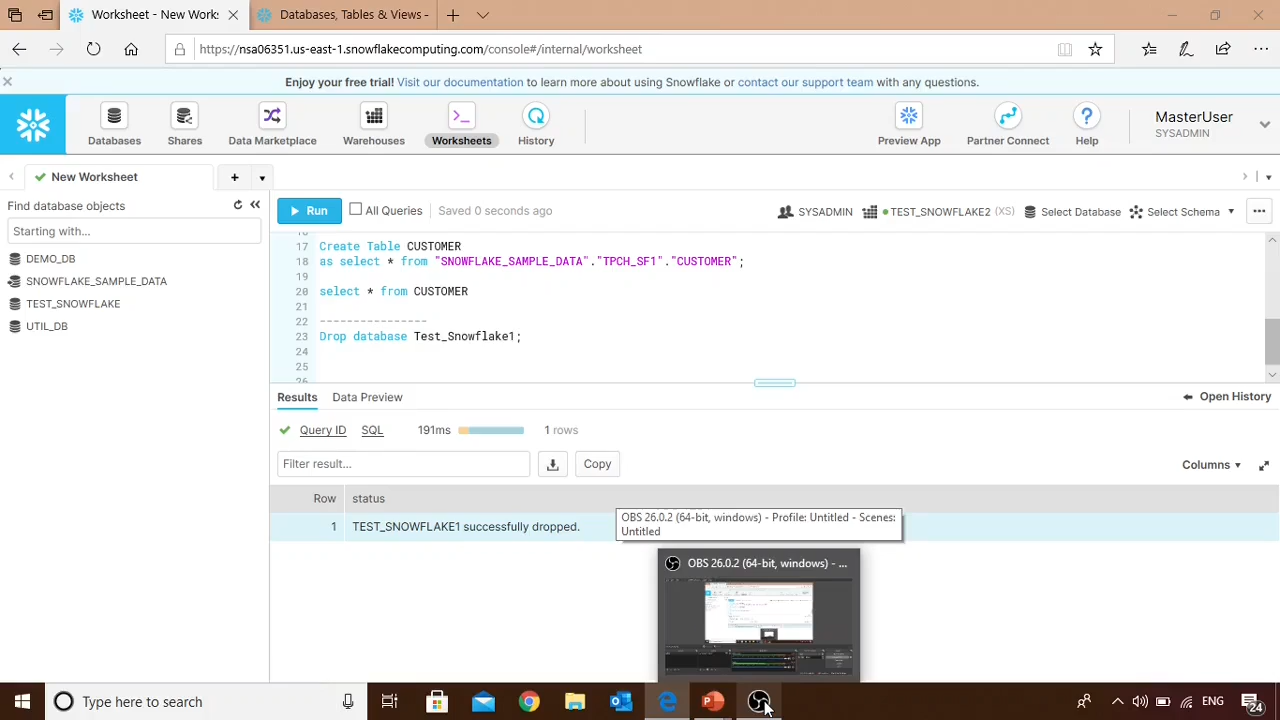 New Worksheet - New Works
Databases, Tables & Views -
https://nsa06351.us-east-1.snowflakecomputing.com/console#/internal/worksheet
Enjoy your free trial! Visit our documentation to learn more about using Snowflake or contact our support team with any questions.
Databases
Shares
Data Marketplace
Warehouses
Worksheets
History
Preview App
Partner Connect
Help
MasterUser
SYSADMIN
New Worksheet
Find database objects
Starting with...
DEMO_DB
SNOWFLAKE_SAMPLE_DATA
TEST_SNOWFLAKE
UTIL_DB
Run
All Queries
Saved 0 seconds ago
SYSADMIN
TEST_SNOWFLAKE2 (XS)
Select Database
Select Schema
16
17 Create Table CUSTOMER
18 as select * from "SNOWFLAKE_SAMPLE_DATA"."TPCH_SF1"."CUSTOMER";
19
20 select * from CUSTOMER
21
22 ----------------
23 Drop database Test_Snowflake1;
24
25
26
Results
Data Preview
Open History
Query ID
SQL
191ms
1 rows
Filter result...
Copy
Columns
Row status
1 TEST_SNOWFLAKE1 successfully dropped.
OBS 26.0.2 (64-bit, windows) - Profile: Untitled - Scenes:
Untitled
OBS 26.0.2 (64-bit, windows) - ...
Type here to search
ENG
24